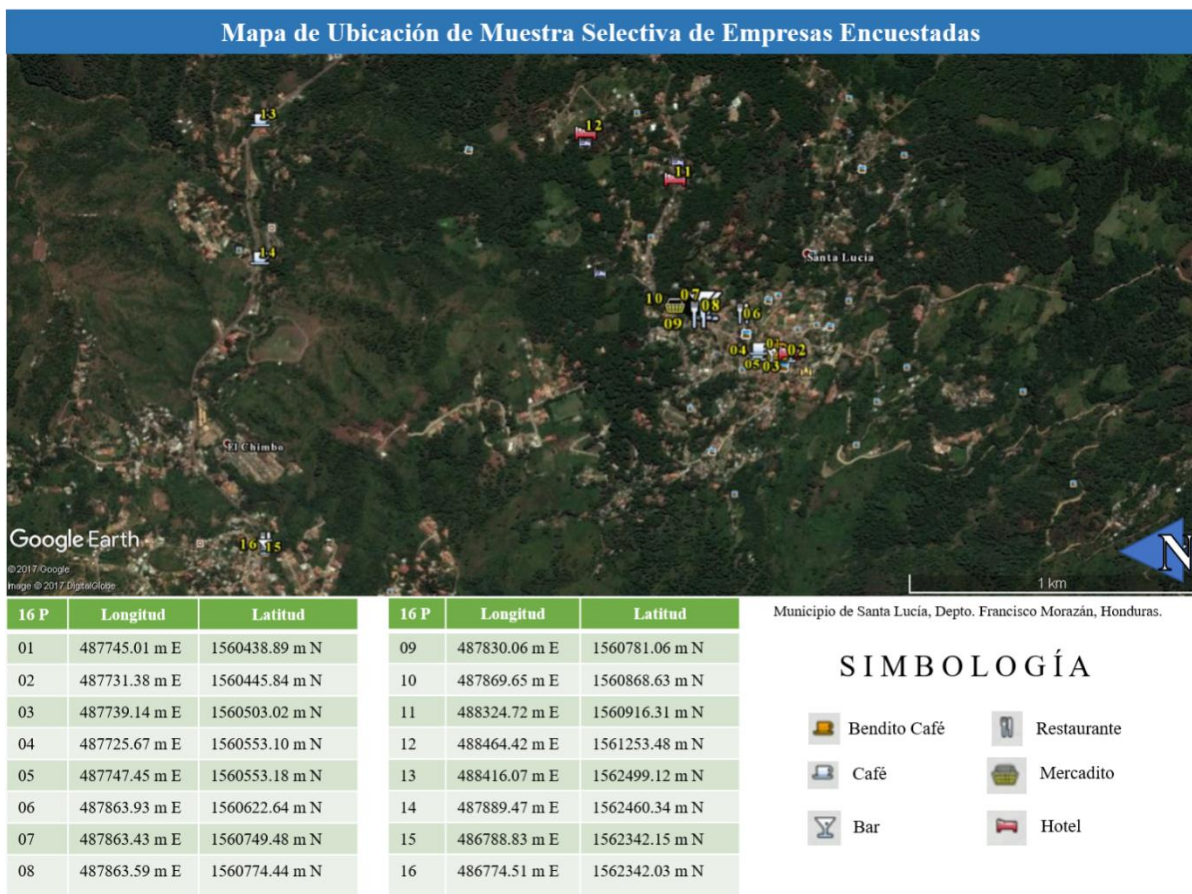 Mapa de Ubicación de Muestra Selectiva de Empresas Encuestadas
13
12
11
14
Santa Lucía
10 07
08
09
06
04 01 02
05 03
El Chimbo
16 15
Google Earth
© 2017 Google
Image © 2017 DigitalGlobe
N
1 km
16 P Longitud Latitud
01 487745.01 m E 1560438.89 m N
02 487731.38 m E 1560445.84 m N
03 487739.14 m E 1560503.02 m N
04 487725.67 m E 1560553.10 m N
05 487747.45 m E 1560553.18 m N
06 487863.93 m E 1560622.64 m N
07 487863.43 m E 1560749.48 m N
08 487863.59 m E 1560774.44 m N
16 P Longitud Latitud
09 487830.06 m E 1560781.06 m N
10 487869.65 m E 1560868.63 m N
11 488324.72 m E 1560916.31 m N
12 488464.42 m E 1561253.48 m N
13 488416.07 m E 1562499.12 m N
14 487889.47 m E 1562460.34 m N
15 486788.83 m E 1562342.15 m N
16 486774.51 m E 1562342.03 m N
Municipio de Santa Lucía, Depto. Francisco Morazán, Honduras.
SIMBOLOGÍA
Bendito Café
Restaurante
Café
Mercadito
Bar
Hotel